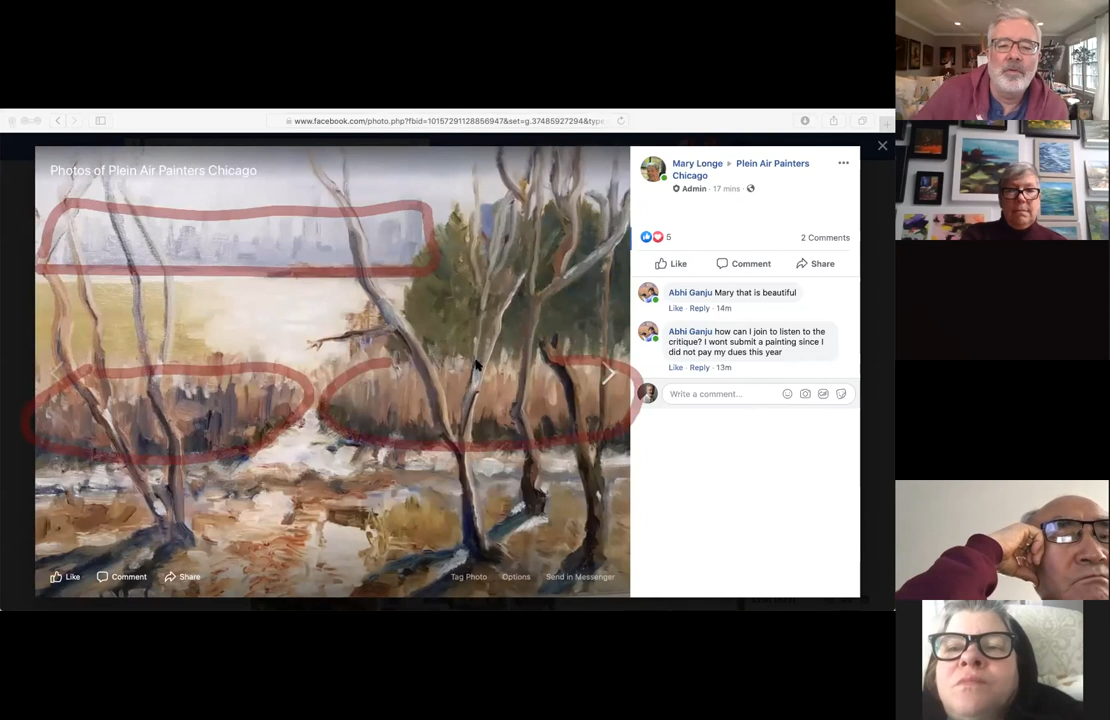 www.facebook.com/photo.php?fbid=10157291128856947&set=g.37485927294&type
Photos of Plein Air Painters Chicago
Mary Longe ▸ Plein Air Painters
Chicago
Admin · 17 mins ·
5
2 Comments
Like Comment Share
Abhi Ganju Mary that is beautiful
Like · Reply · 14m
Abhi Ganju how can I join to listen to the
critique? I wont submit a painting since I
did not pay my dues this year
Like · Reply · 13m
Write a comment...
Like Comment Share
Tag Photo Options Send in Messenger